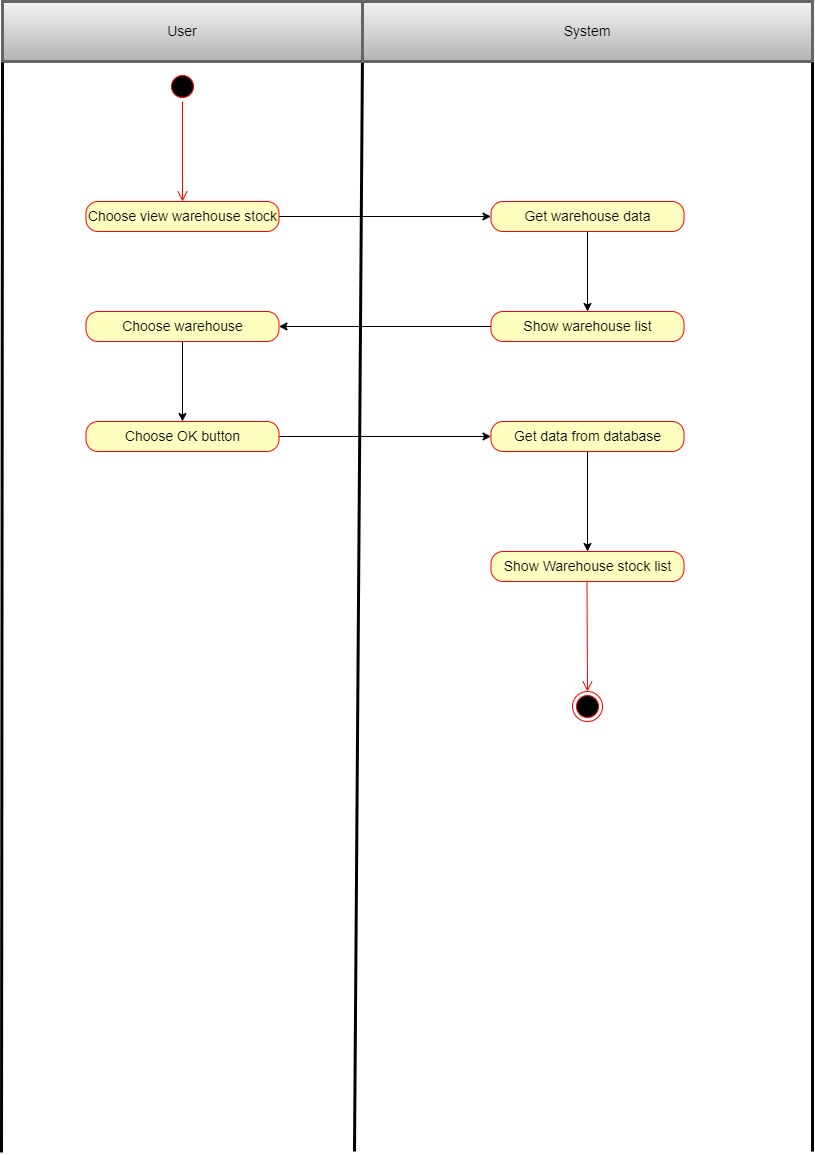 User
System
Choose view warehouse stock
Get warehouse data
Choose warehouse
Show warehouse list
Choose OK button
Get data from database
Show Warehouse stock list